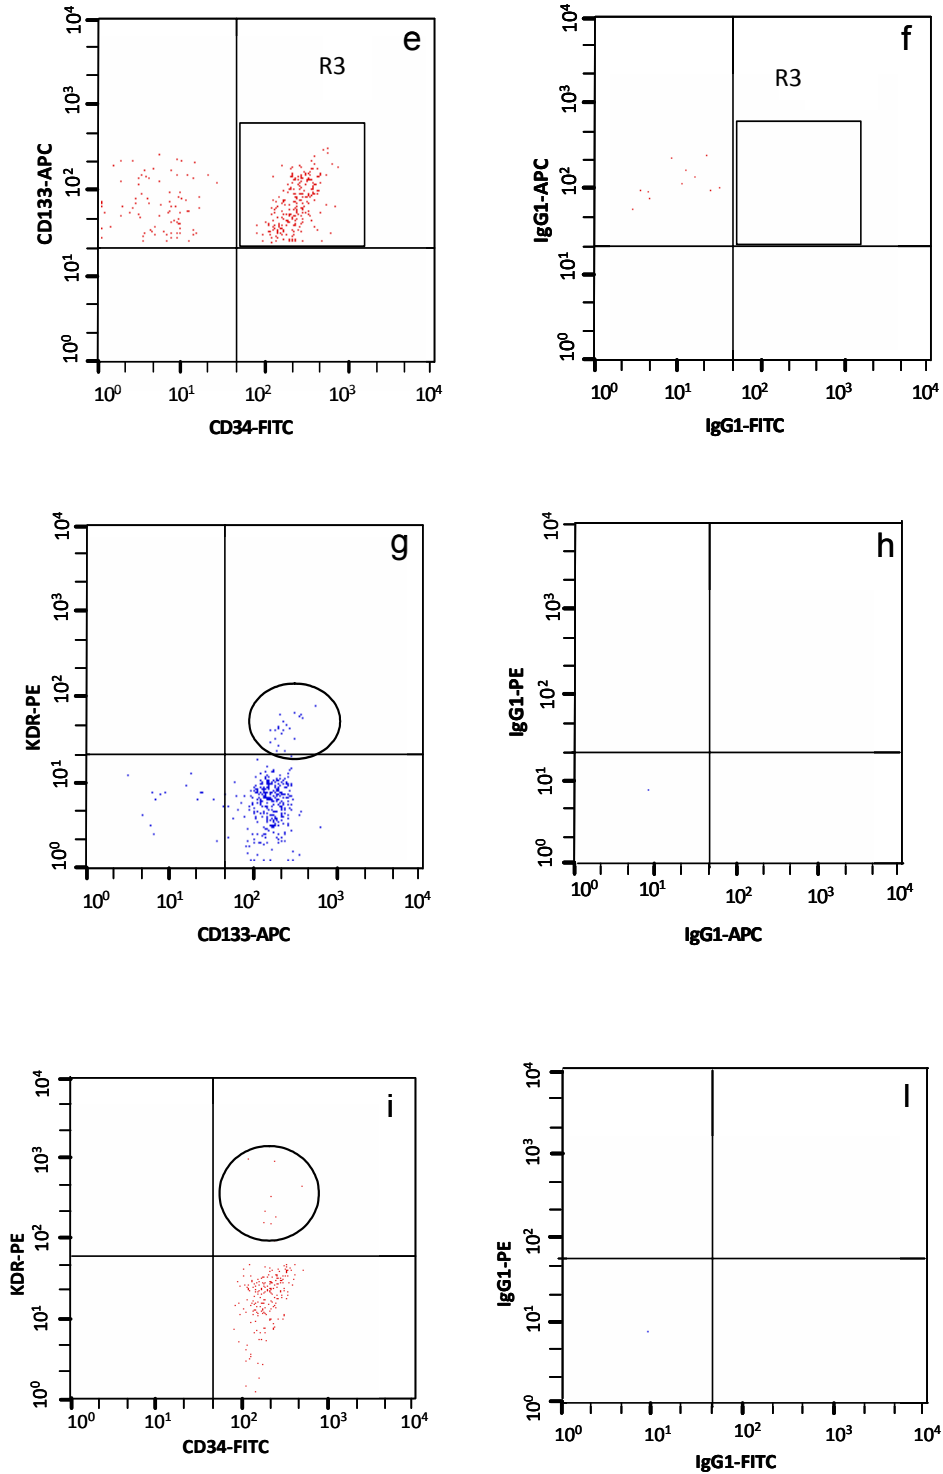 e
R3
10⁴
10³
10²
10¹
10⁰
CD133-APC
10⁰ 10¹ 10² 10³ 10⁴
CD34-FITC
f
R3
10⁴
10³
10²
10¹
10⁰
IgG1-APC
10⁰ 10¹ 10² 10³ 10⁴
IgG1-FITC
g
10⁴
10³
10²
10¹
10⁰
KDR-PE
10⁰ 10¹ 10² 10³ 10⁴
CD133-APC
h
10⁴
10³
10²
10¹
10⁰
IgG1-PE
10⁰ 10¹ 10² 10³ 10⁴
IgG1-APC
i
10⁴
10³
10²
10¹
10⁰
KDR-PE
10⁰ 10¹ 10² 10³ 10⁴
CD34-FITC
l
10⁴
10³
10²
10¹
10⁰
IgG1-PE
10⁰ 10¹ 10² 10³ 10⁴
IgG1-FITC